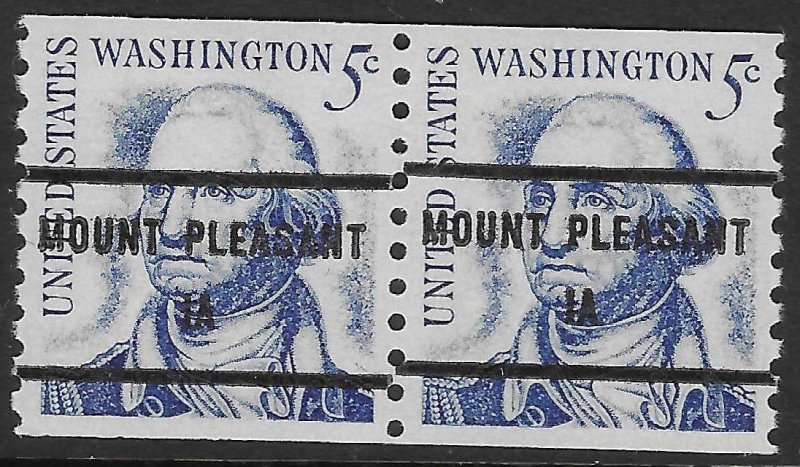 UNITED STATES
WASHINGTON 5c
MOUNT PLEASANT
IA
UNITED STATES
WASHINGTON 5c
MOUNT PLEASANT
IA